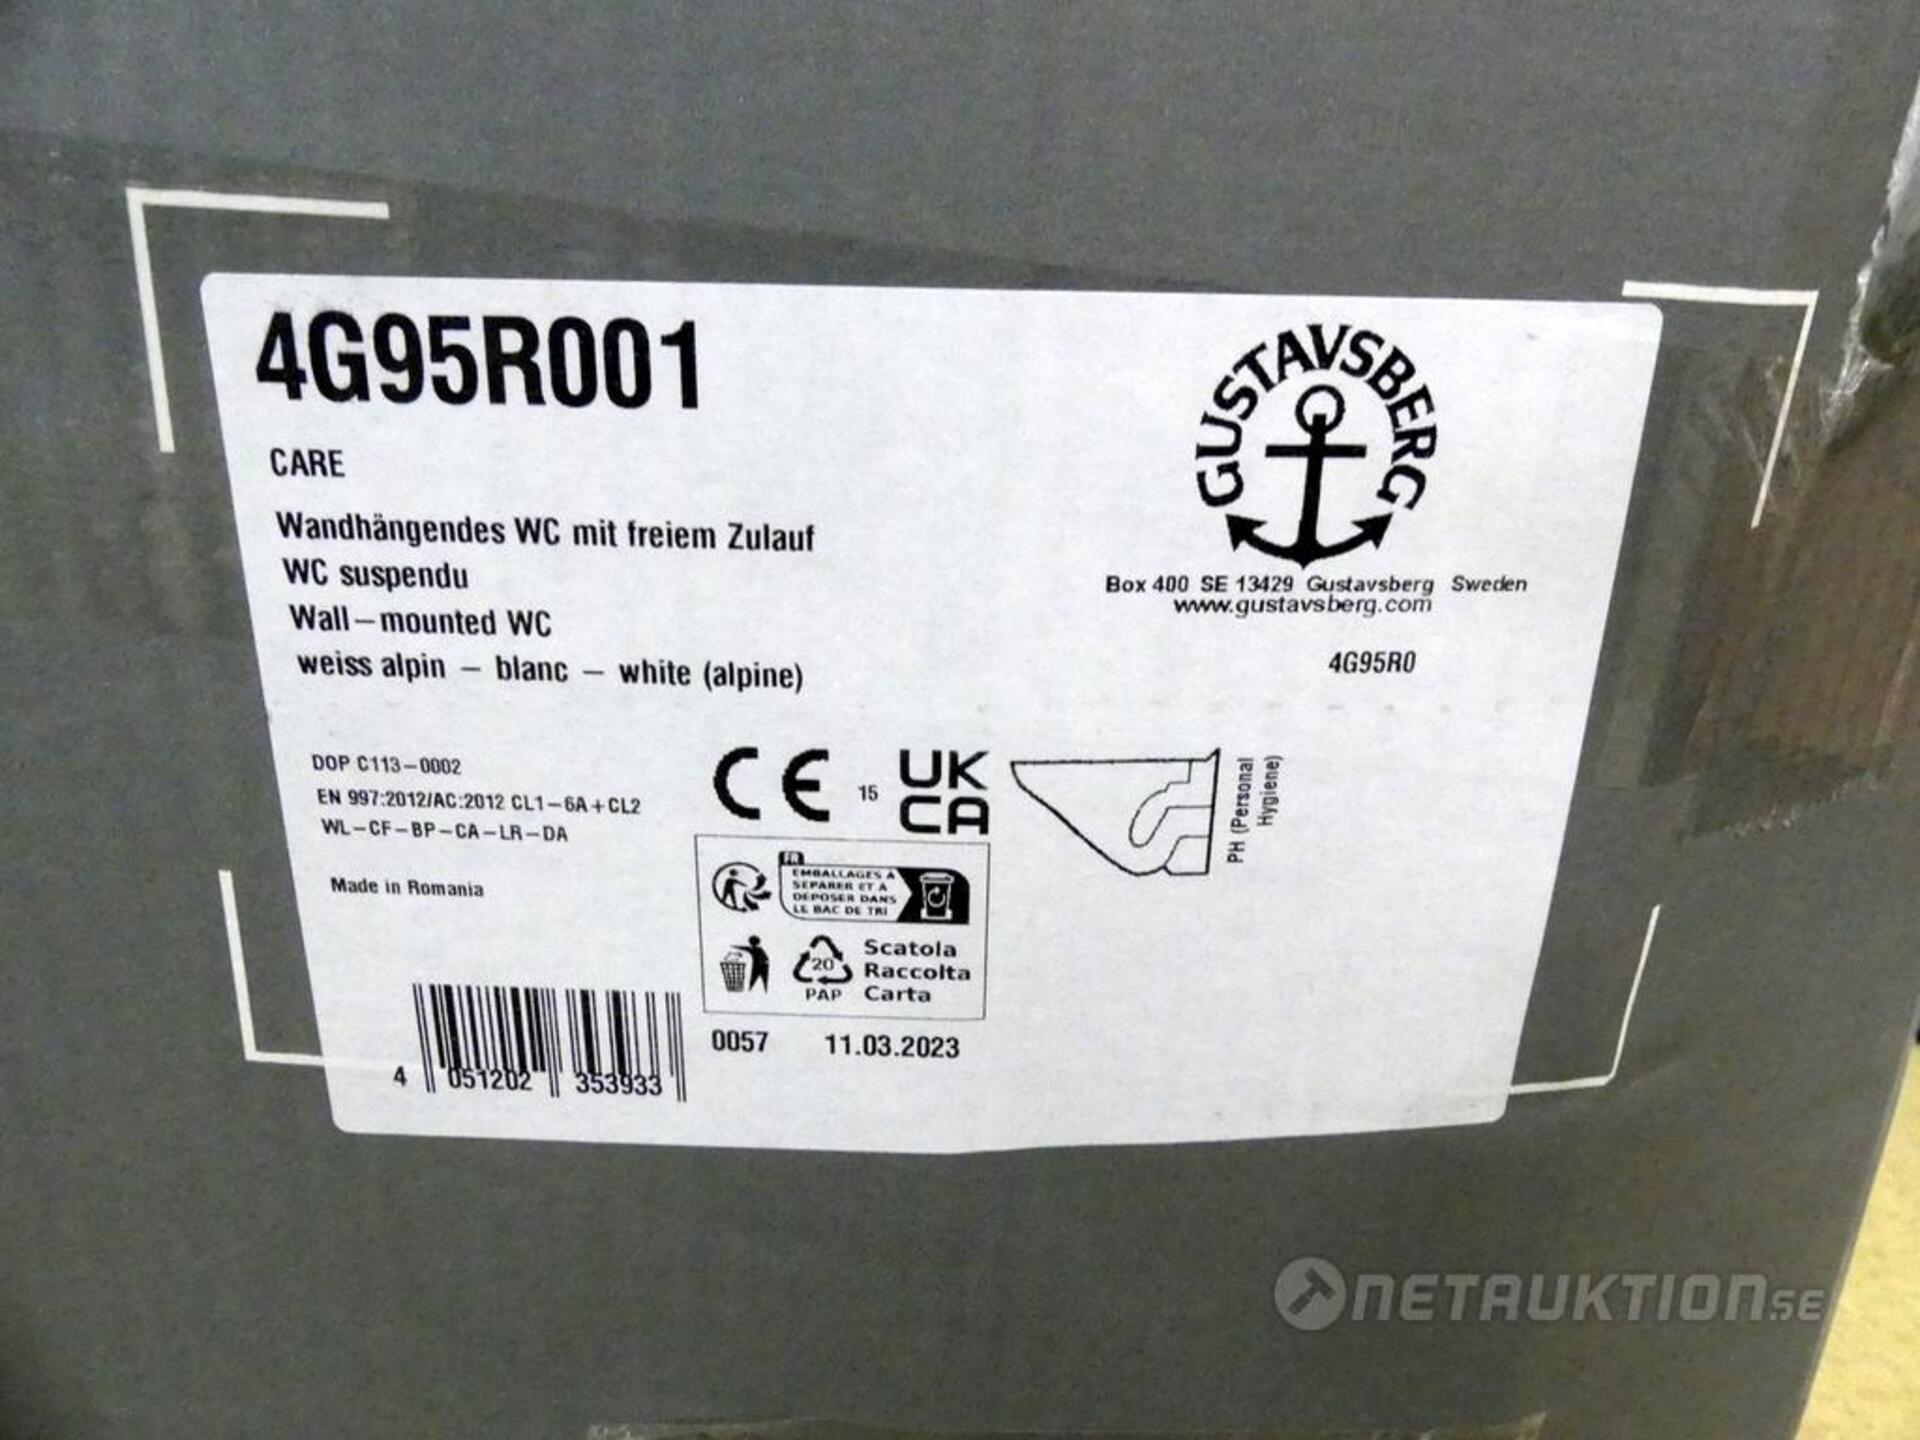 4G95R001
CARE
Wandhängendes WC mit freiem Zulauf
WC suspendu
Wall-mounted WC
weiss alpin - blanc - white (alpine)
GUSTAVSBERG
Box 400 SE 13429 Gustavsberg Sweden
www.gustavsberg.com
4G95R0
DOP C113-0002
EN 997:2012/AC:2012 CL1-6A+CL2
WL-CF-BP-CA-LR-DA
Made in Romania
CE
15
UK
CA
PH (Personal
Hygiene)
FR
EMBALLAGES À
SÉPARER ET À
DÉPOSER DANS
LE BAC DE TRI
20
PAP
Scatola
Raccolta
Carta
0057 11.03.2023
4 051202 353933
NETAUKTION.SE